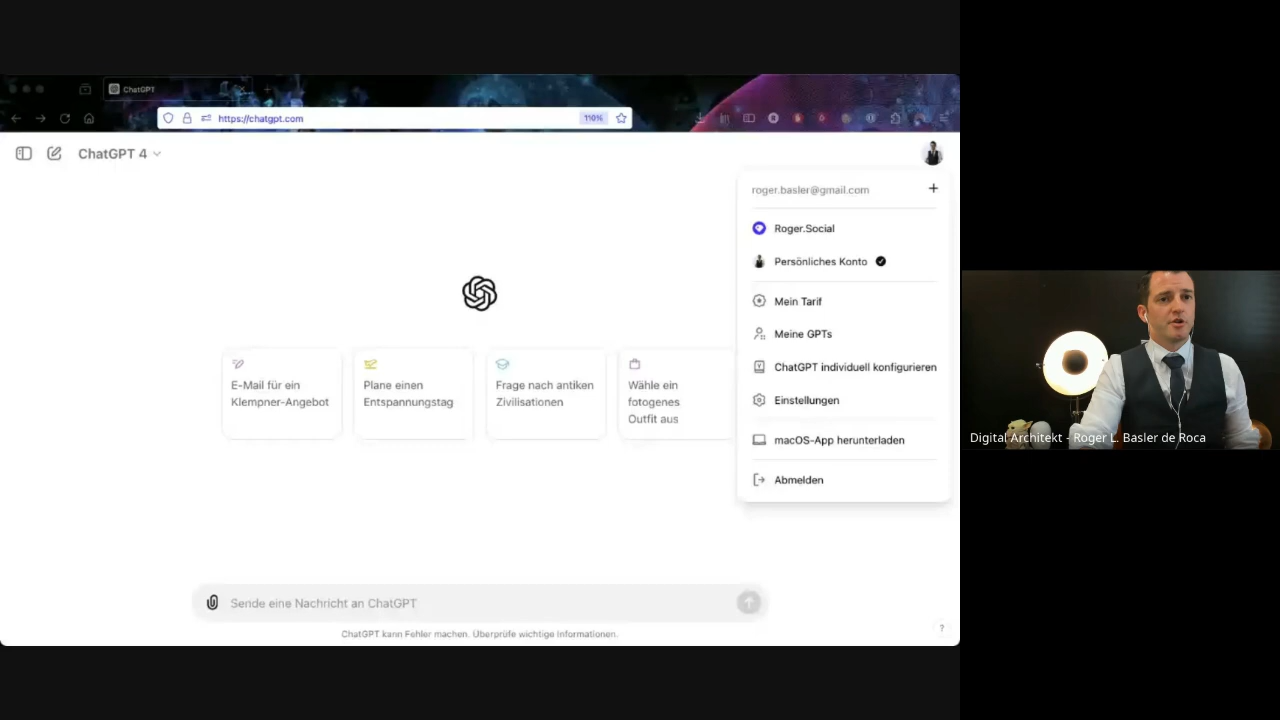 ChatGPT
https://chatgpt.com
110%
ChatGPT 4
roger.basler@gmail.com
Roger.Social
Persönliches Konto
Mein Tarif
Meine GPTs
ChatGPT individuell konfigurieren
Einstellungen
macOS-App herunterladen
Abmelden
E-Mail für ein
Klempner-Angebot
Plane einen
Entspannungstag
Frage nach antiken
Zivilisationen
Wähle ein
fotogenes
Outfit aus
Sende eine Nachricht an ChatGPT
ChatGPT kann Fehler machen. Überprüfe wichtige Informationen.
?
Digital Architekt - Roger L. Basler de Roca